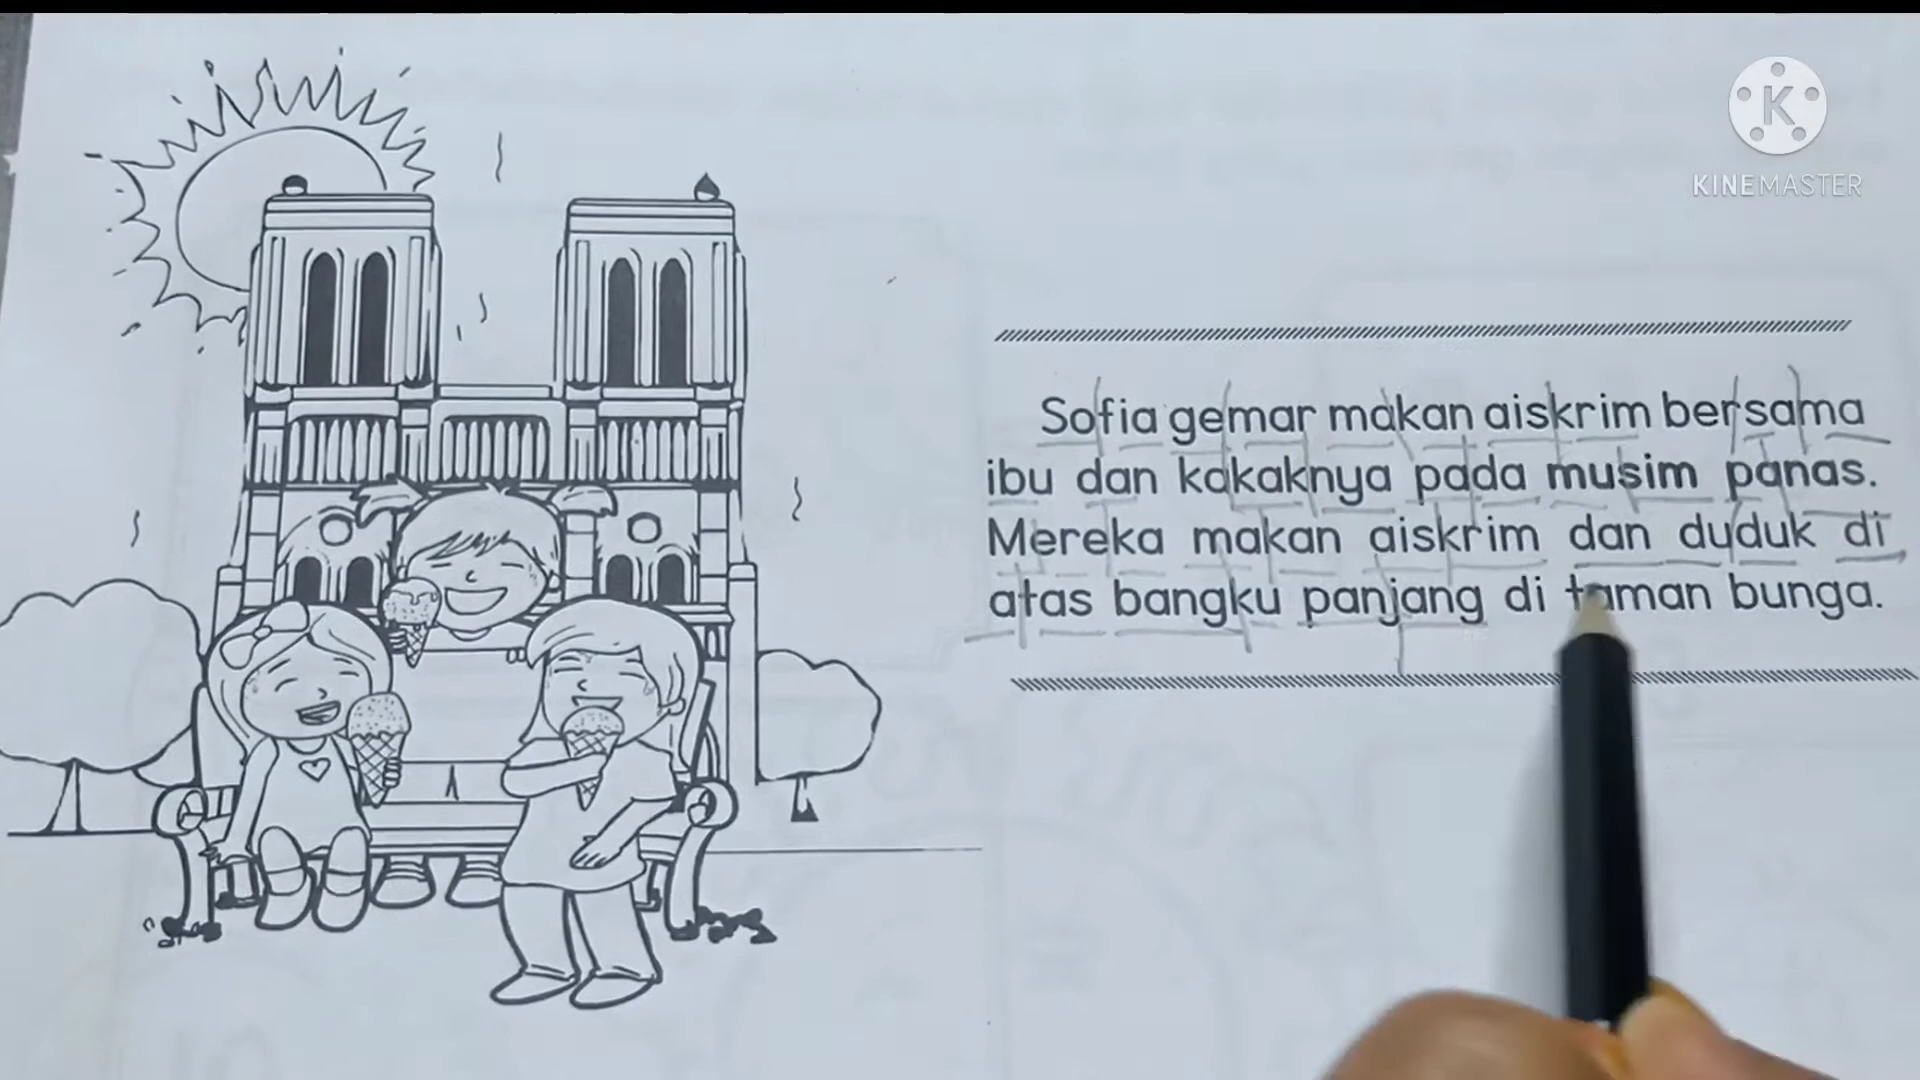 KINEMASTER
Sofia gemar makan aiskrim bersama
ibu dan kakaknya pada musim panas.
Mereka makan aiskrim dan duduk di
atas bangku panjang di taman bunga.